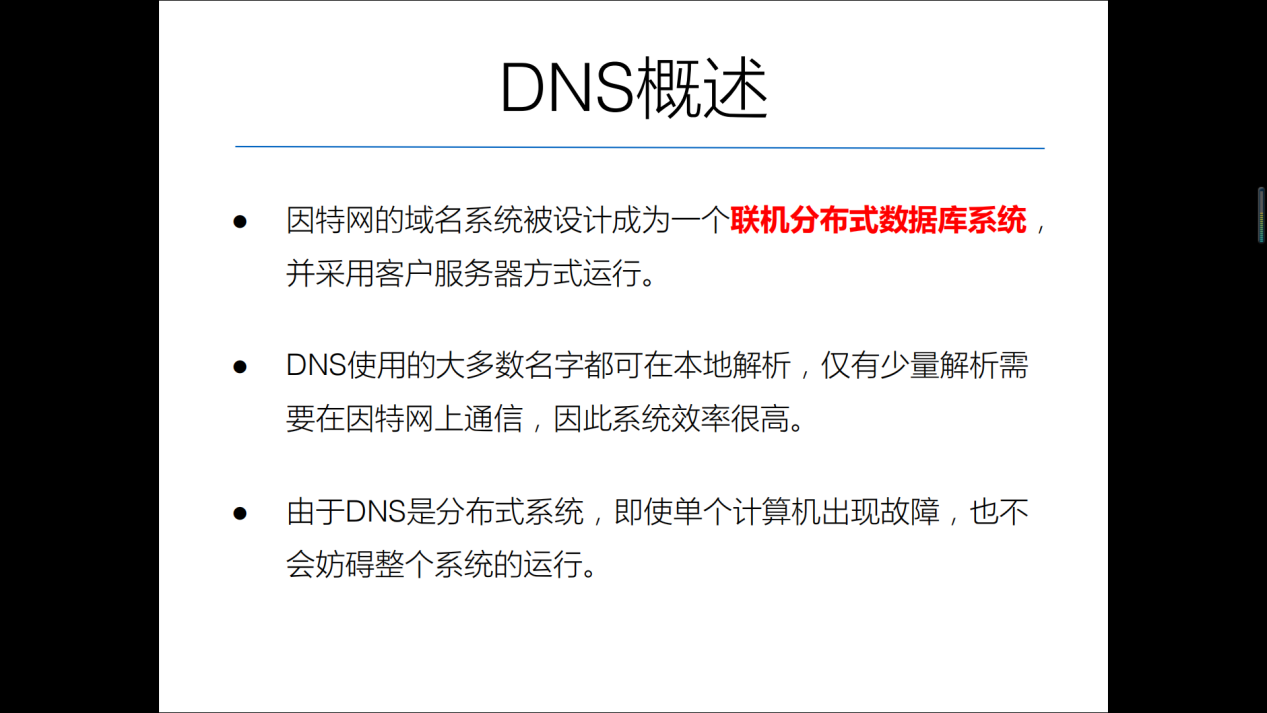 DNS概述
● 因特网的域名系统被设计成为一个联机分布式数据库系统，
并采用客户服务器方式运行。
● DNS使用的大多数名字都可在本地解析，仅有少量解析需
要在因特网上通信，因此系统效率很高。
● 由于DNS是分布式系统，即使单个计算机出现故障，也不
会妨碍整个系统的运行。